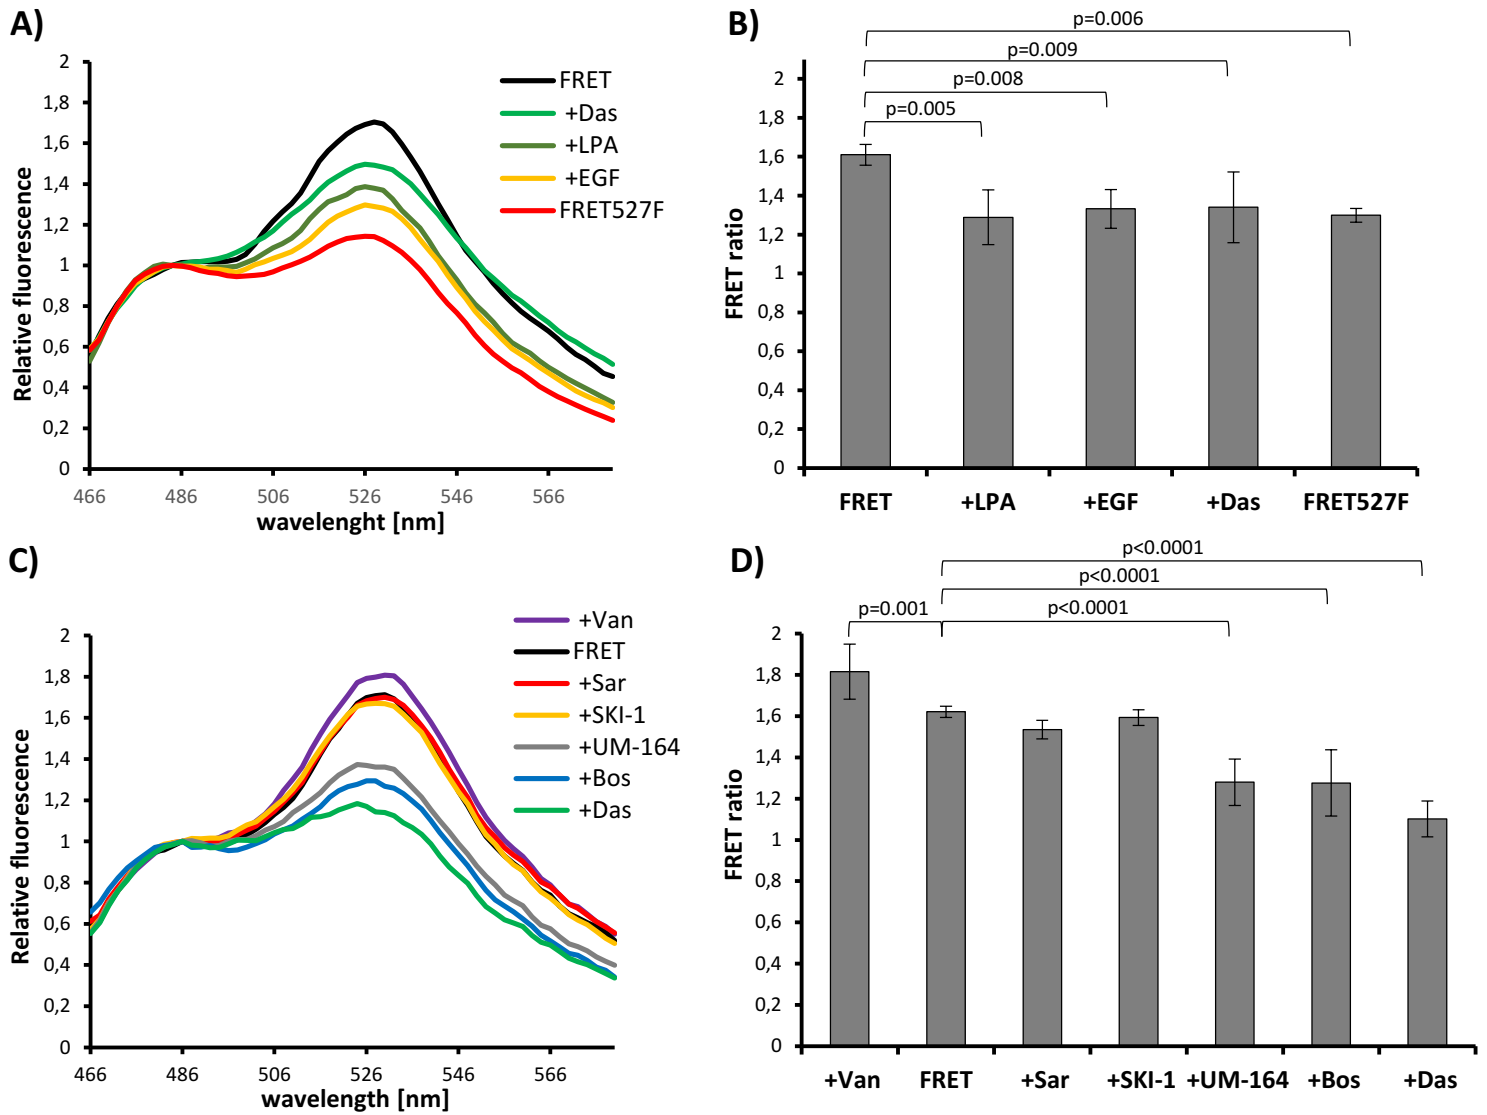 A)
Relative fluorescence
2
1,8
1,6
1,4
1,2
1
0,8
0,6
0,4
0,2
0
466
486
506
526
546
566
wavelenght [nm]
FRET
+Das
+LPA
+EGF
FRET527F
B)
FRET ratio
2
1,8
1,6
1,4
1,2
1
0,8
0,6
0,4
0,2
0
p=0.006
p=0.009
p=0.008
p=0.005
FRET
+LPA
+EGF
+Das
FRET527F
C)
Relative fluorescence
2
1,8
1,6
1,4
1,2
1
0,8
0,6
0,4
0,2
0
466
486
506
526
546
566
wavelength [nm]
+Van
FRET
+Sar
+SKI-1
+UM-164
+Bos
+Das
D)
FRET ratio
2
1,8
1,6
1,4
1,2
1
0,8
0,6
0,4
0,2
0
p<0.0001
p<0.0001
p=0.001
p<0.0001
+Van
FRET
+Sar
+SKI-1
+UM-164
+Bos
+Das